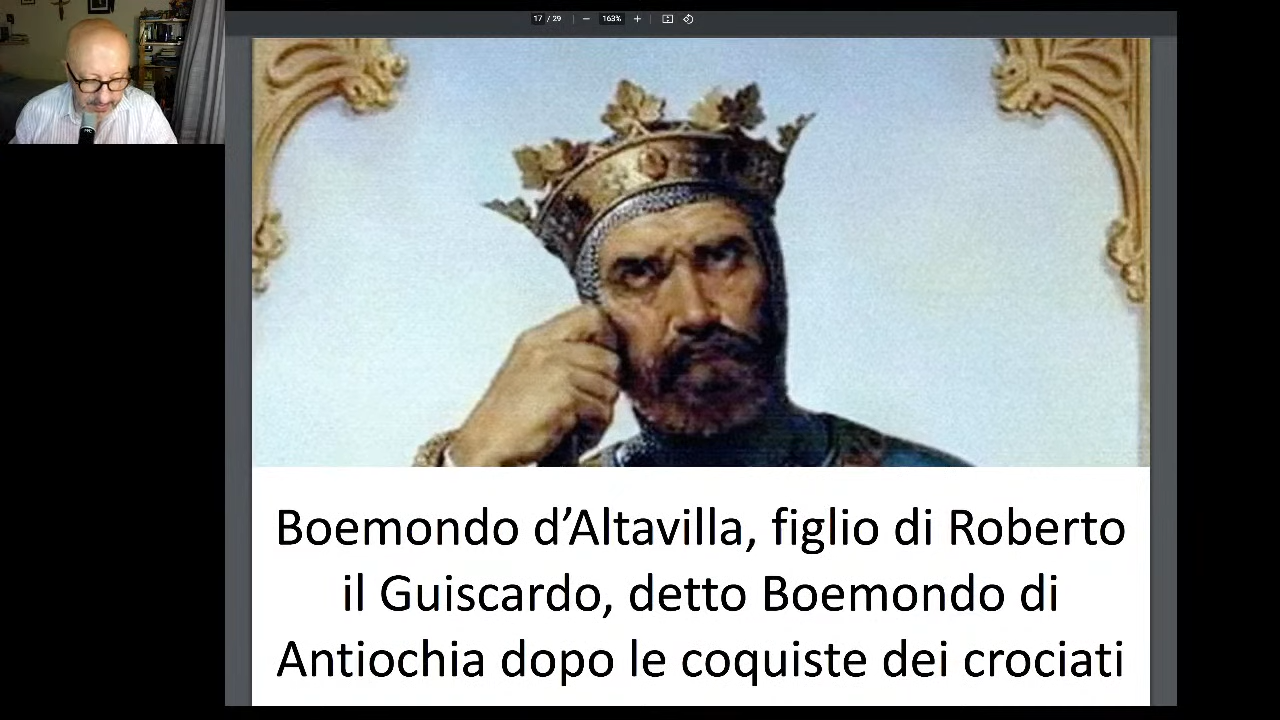 17 / 29 163%
Boemondo d’Altavilla, figlio di Roberto
il Guiscardo, detto Boemondo di
Antiochia dopo le coquiste dei crociati